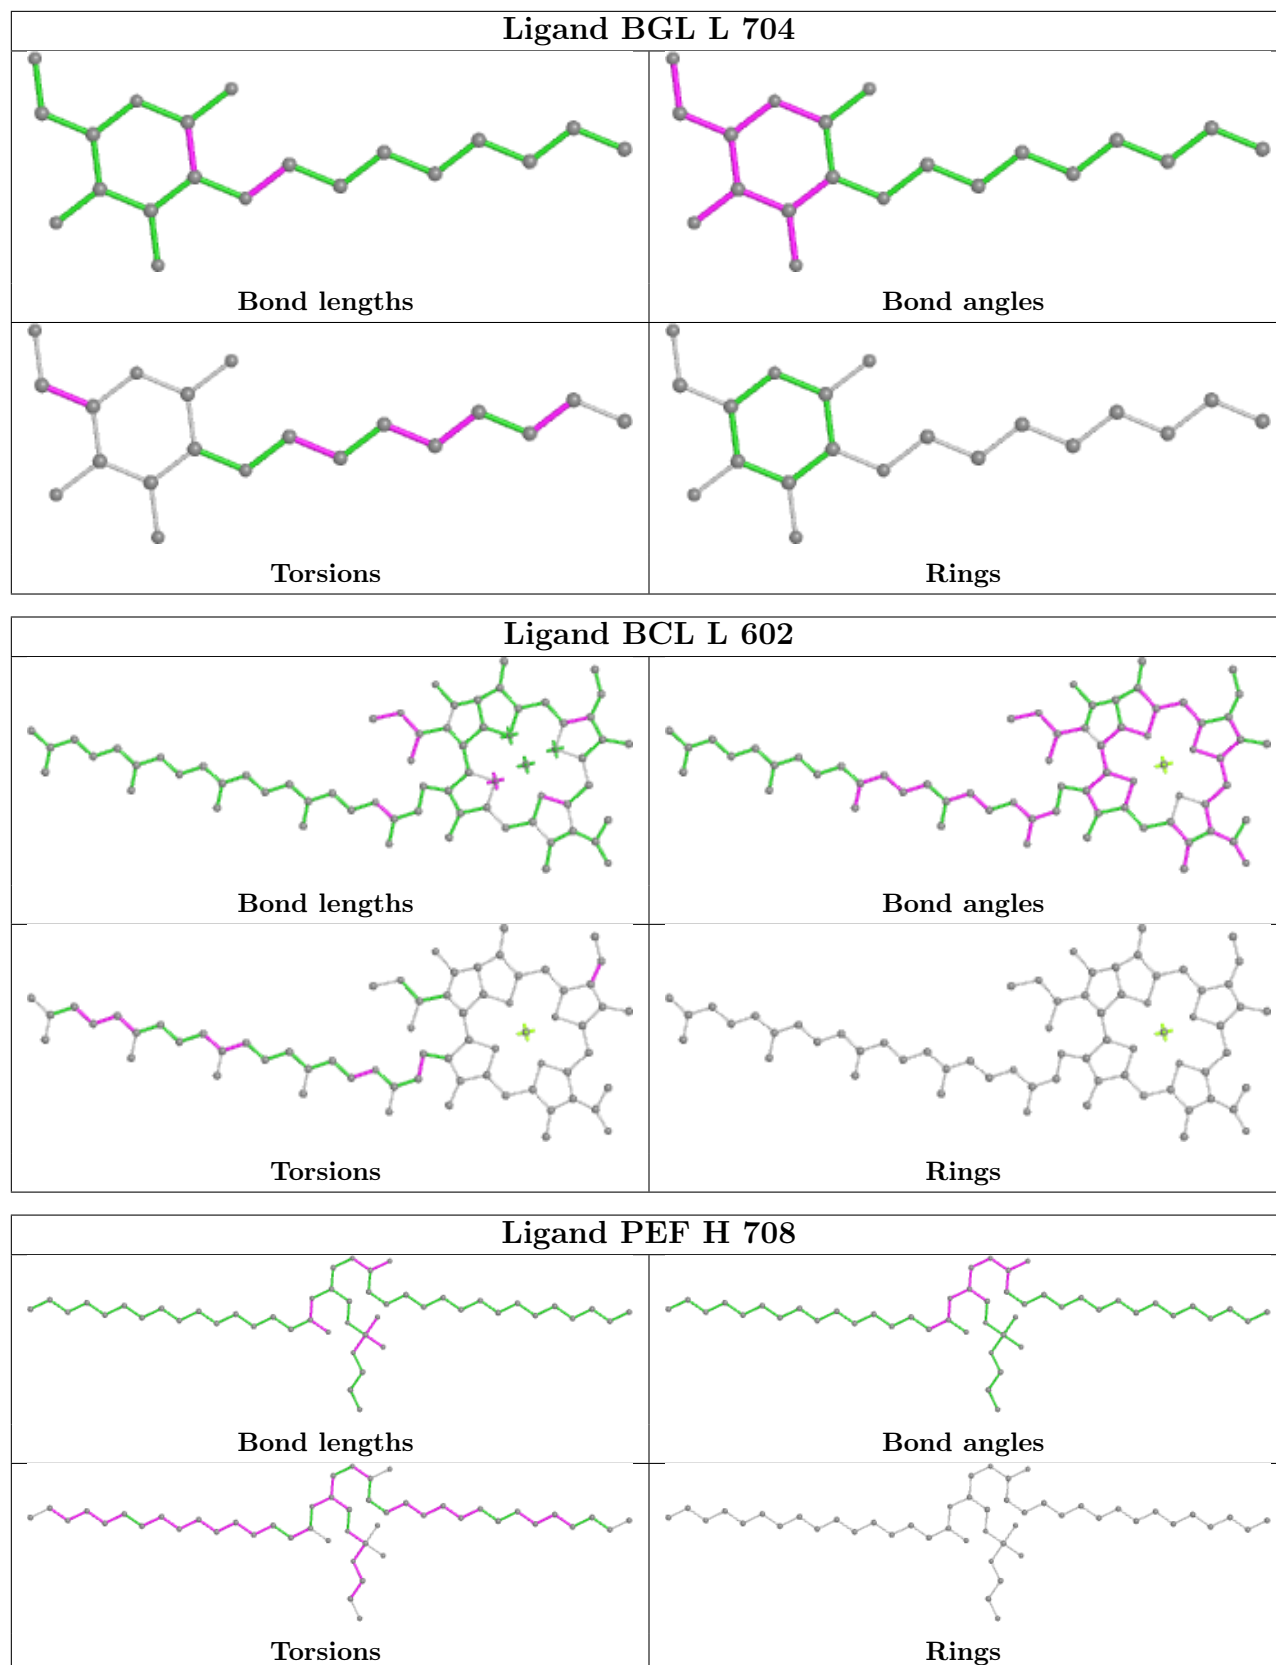 Ligand BGL L 704
Bond lengths
Bond angles
Torsions
Rings
Ligand BCL L 602
Bond lengths
Bond angles
Torsions
Rings
Ligand PEF H 708
Bond lengths
Bond angles
Torsions
Rings